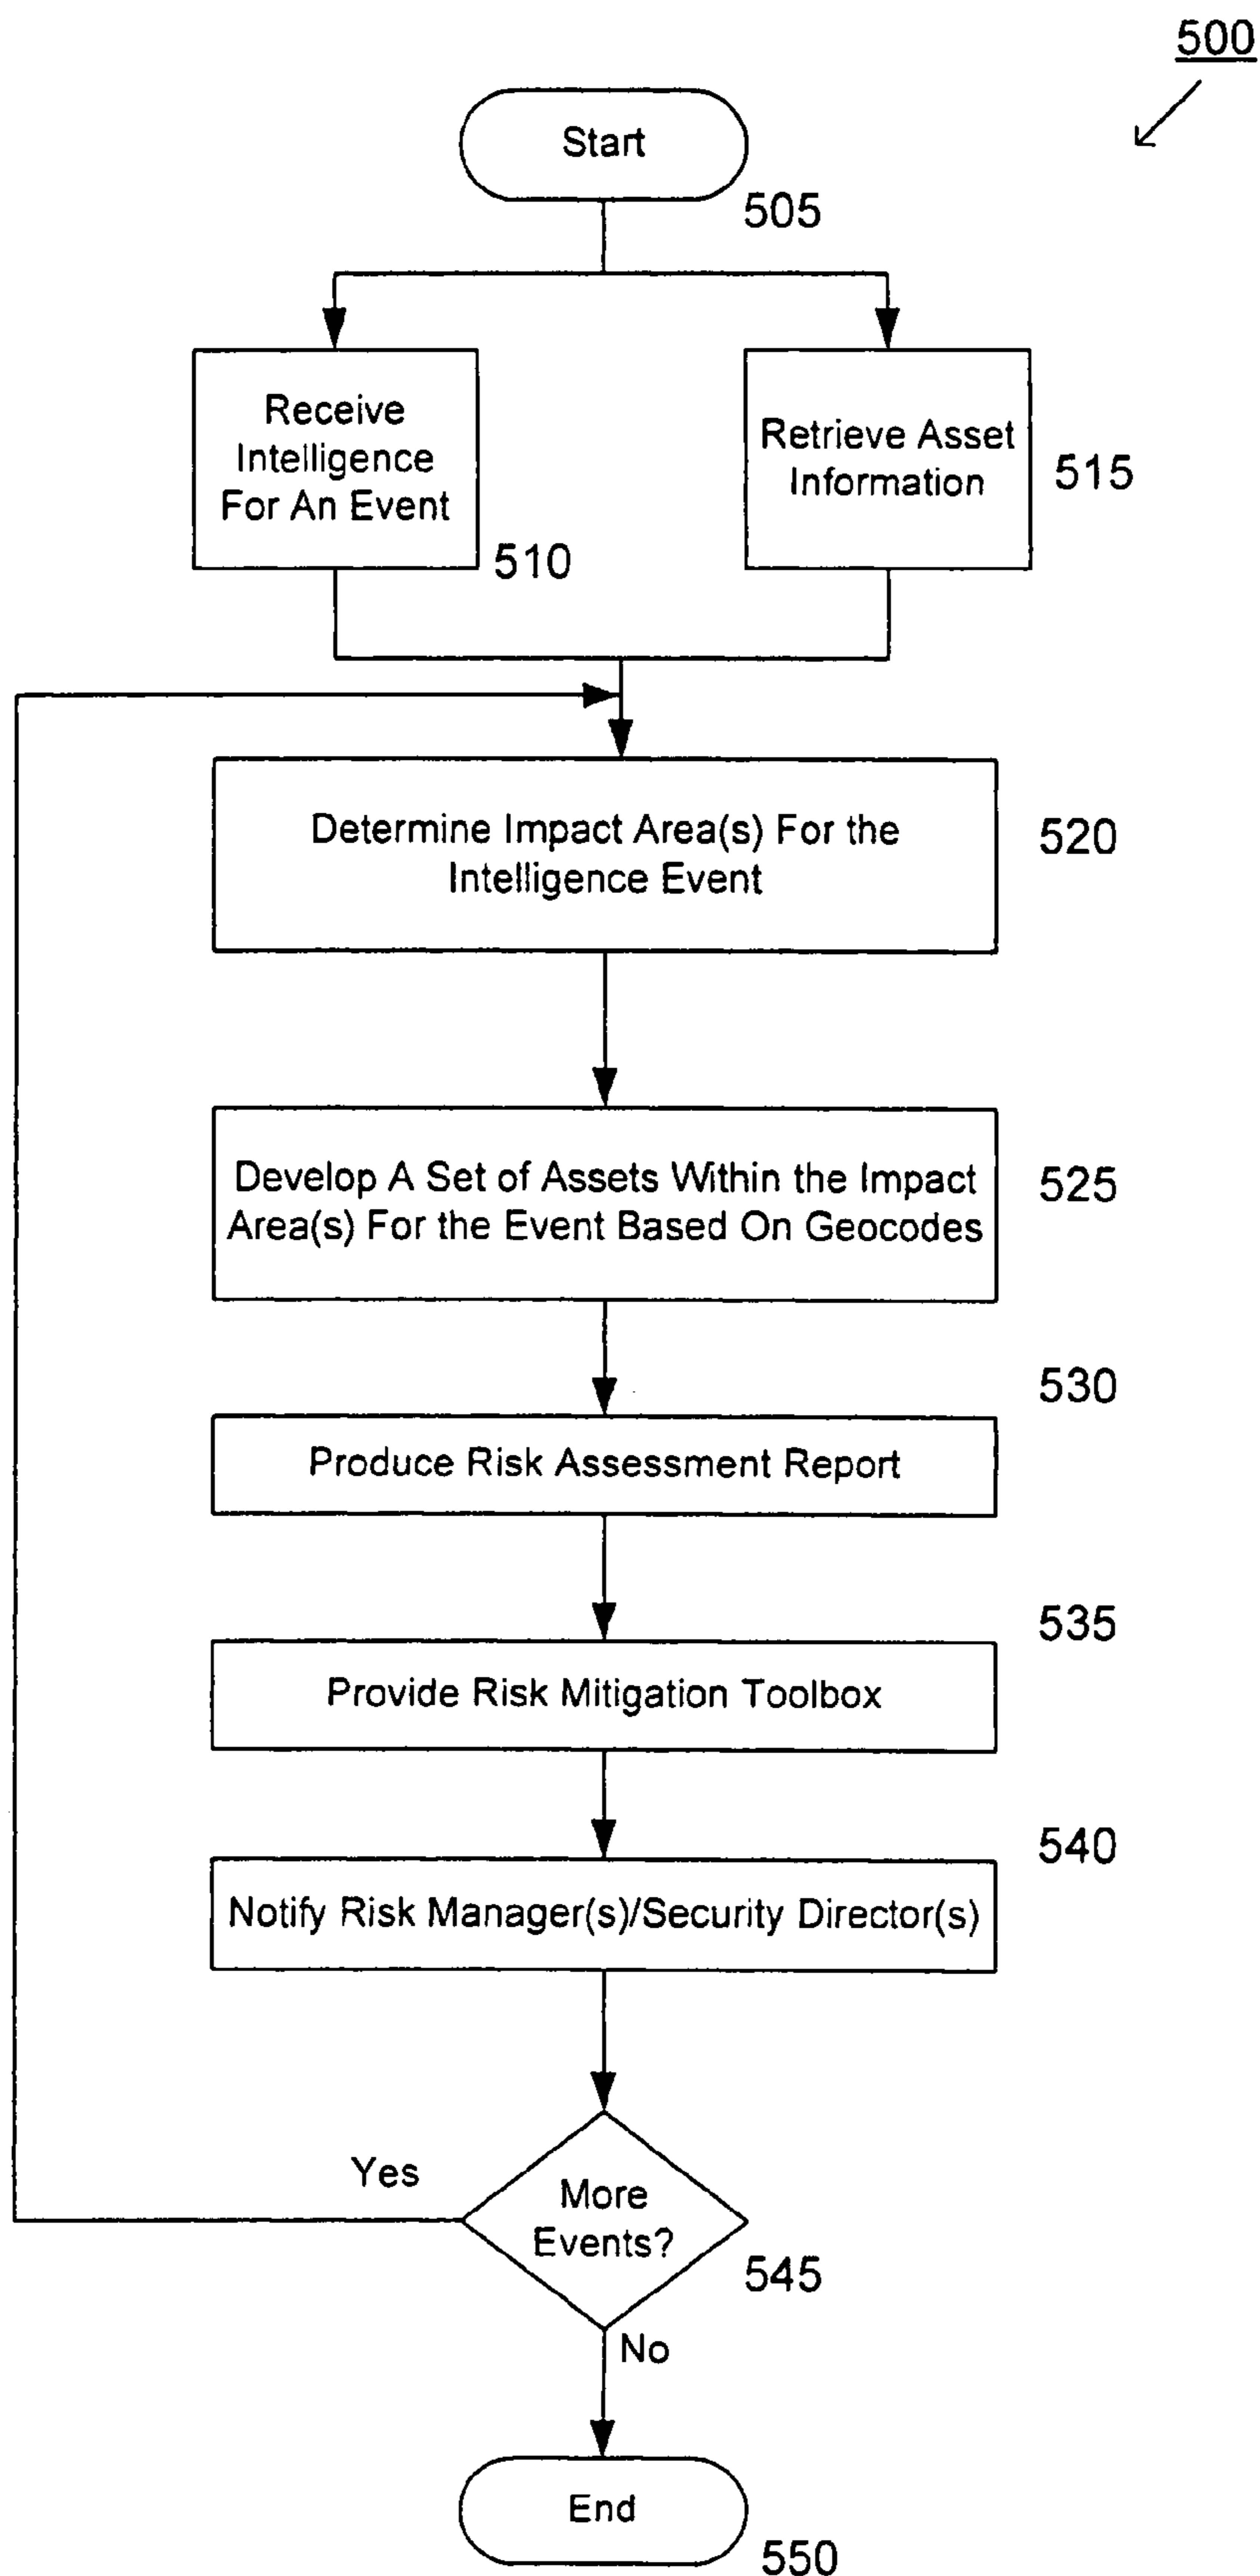 500
Start
505
Receive
Intelligence
For An Event
510
Retrieve Asset
Information
515
Determine Impact Area(s) For the
Intelligence Event
520
Develop A Set of Assets Within the Impact
Area(s) For the Event Based On Geocodes
525
530
Produce Risk Assessment Report
535
Provide Risk Mitigation Toolbox
540
Notify Risk Manager(s)/Security Director(s)
Yes
More
Events?
545
No
End
550